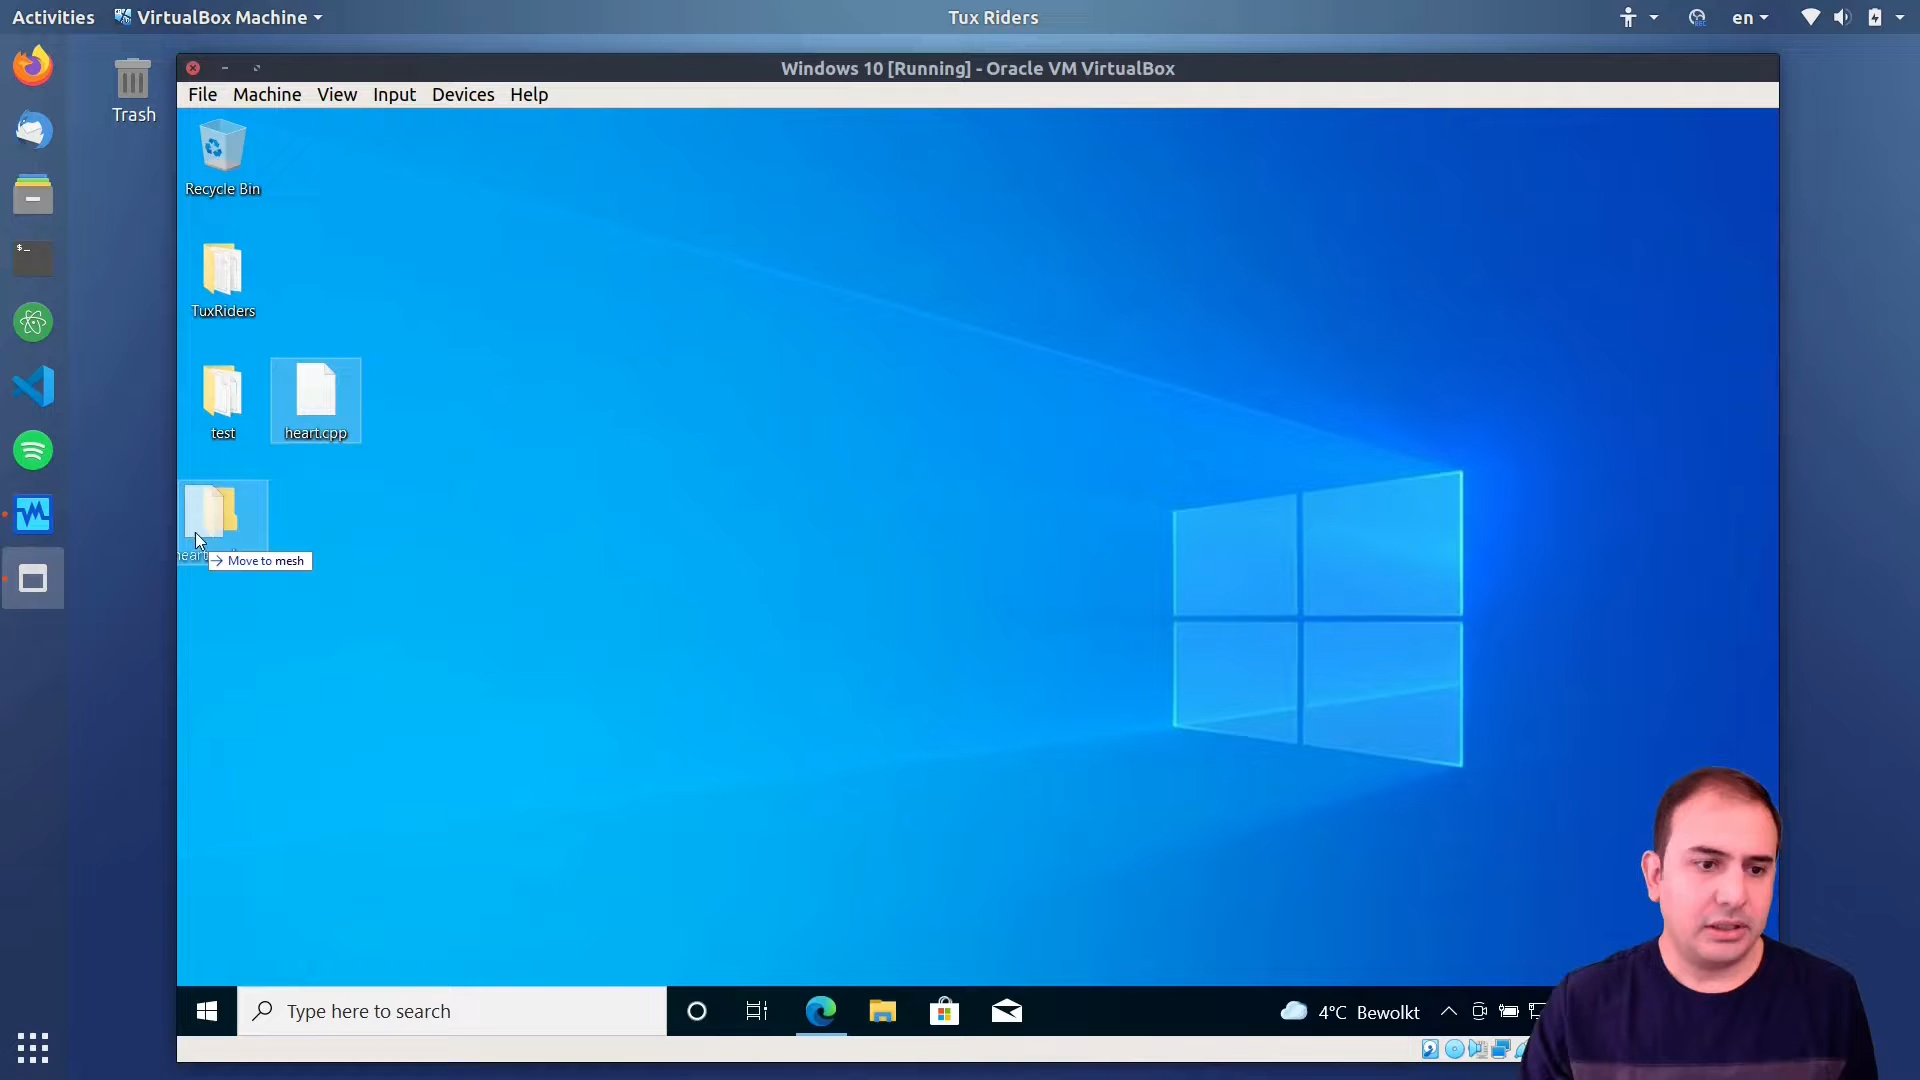 Activities
VirtualBox Machine
Tux Riders
en
Trash
Windows 10 [Running] - Oracle VM VirtualBox
File Machine View Input Devices Help
Recycle Bin
TuxRiders
test
heart.cpp
Move to mesh
Type here to search
4°C Bewolkt